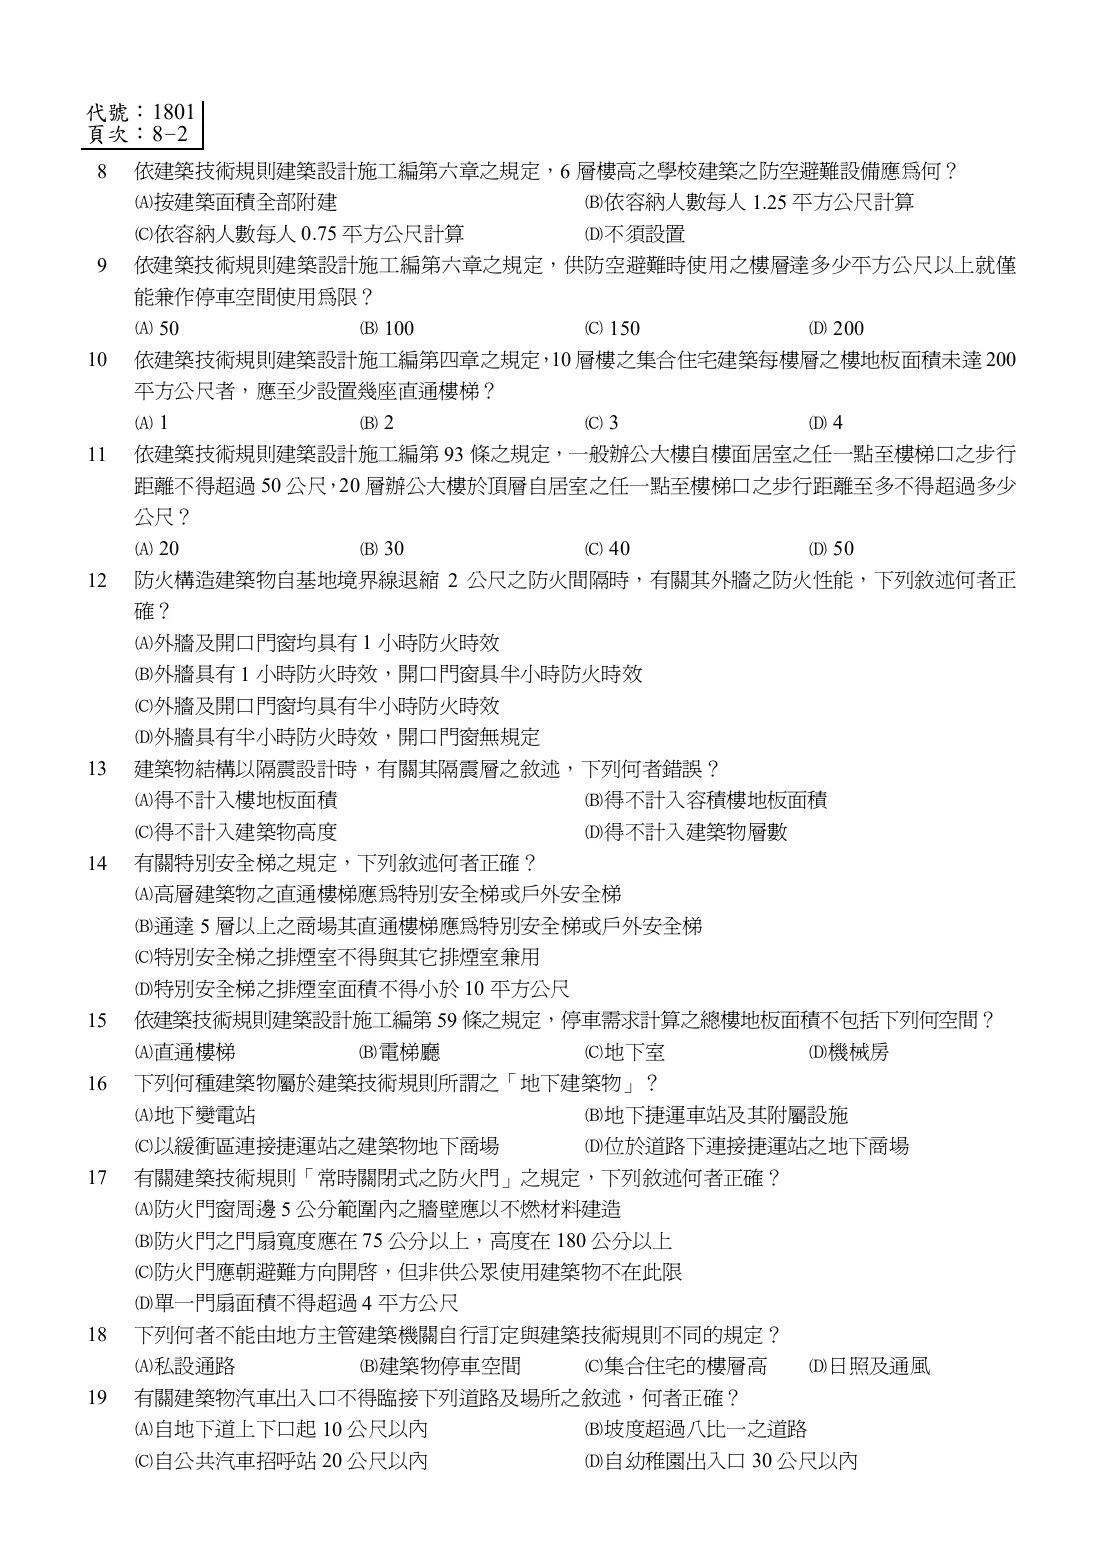 代號：1801
頁次：8－2
8 依建築技術規則建築設計施工編第六章之規定，6 層樓高之學校建築之防空避難設備應為何？
(A)按建築面積全部附建 (B)依容納人數每人 1.25 平方公尺計算
(C)依容納人數每人 0.75 平方公尺計算 (D)不須設置
9 依建築技術規則建築設計施工編第六章之規定，供防空避難時使用之樓層達多少平方公尺以上就僅
能兼作停車空間使用為限？
(A) 50 (B) 100 (C) 150 (D) 200
10 依建築技術規則建築設計施工編第四章之規定，10 層樓之集合住宅建築每樓層之樓地板面積未達 200
平方公尺者，應至少設置幾座直通樓梯？
(A) 1 (B) 2 (C) 3 (D) 4
11 依建築技術規則建築設計施工編第 93 條之規定，一般辦公大樓自樓面居室之任一點至樓梯口之步行
距離不得超過 50 公尺，20 層辦公大樓於頂層自居室之任一點至樓梯口之步行距離至多不得超過多少
公尺？
(A) 20 (B) 30 (C) 40 (D) 50
12 防火構造建築物自基地境界線退縮 2 公尺之防火間隔時，有關其外牆之防火性能，下列敘述何者正
確？
(A)外牆及開口門窗均具有 1 小時防火時效
(B)外牆具有 1 小時防火時效，開口門窗具半小時防火時效
(C)外牆及開口門窗均具有半小時防火時效
(D)外牆具有半小時防火時效，開口門窗無規定
13 建築物結構以隔震設計時，有關其隔震層之敘述，下列何者錯誤？
(A)得不計入樓地板面積 (B)得不計入容積樓地板面積
(C)得不計入建築物高度 (D)得不計入建築物層數
14 有關特別安全梯之規定，下列敘述何者正確？
(A)高層建築物之直通樓梯應為特別安全梯或戶外安全梯
(B)通達 5 層以上之商場其直通樓梯應為特別安全梯或戶外安全梯
(C)特別安全梯之排煙室不得與其它排煙室兼用
(D)特別安全梯之排煙室面積不得小於 10 平方公尺
15 依建築技術規則建築設計施工編第 59 條之規定，停車需求計算之總樓地板面積不包括下列何空間？
(A)直通樓梯 (B)電梯廳 (C)地下室 (D)機械房
16 下列何種建築物屬於建築技術規則所謂之「地下建築物」？
(A)地下變電站 (B)地下捷運車站及其附屬設施
(C)以緩衝區連接捷運站之建築物地下商場 (D)位於道路下連接捷運站之地下商場
17 有關建築技術規則「常時關閉式之防火門」之規定，下列敘述何者正確？
(A)防火門窗周邊 5 公分範圍內之牆壁應以不燃材料建造
(B)防火門之門扇寬度應在 75 公分以上，高度在 180 公分以上
(C)防火門應朝避難方向開啟，但非供公眾使用建築物不在此限
(D)單一門扇面積不得超過 4 平方公尺
18 下列何者不能由地方主管建築機關自行訂定與建築技術規則不同的規定？
(A)私設通路 (B)建築物停車空間 (C)集合住宅的樓層高 (D)日照及通風
19 有關建築物汽車出入口不得臨接下列道路及場所之敘述，何者正確？
(A)自地下道上下口起 10 公尺以內 (B)坡度超過八比一之道路
(C)自公共汽車招呼站 20 公尺以內 (D)自幼稚園出入口 30 公尺以內